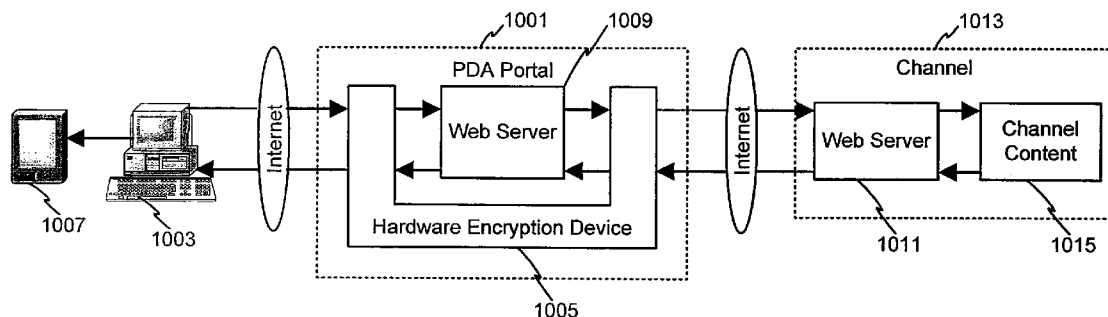 1001
1009
1013
PDA Portal
Channel
Internet
Web Server
Internet
Web Server
Channel
Content
Hardware Encryption Device
1007
1003
1005
1011
1015